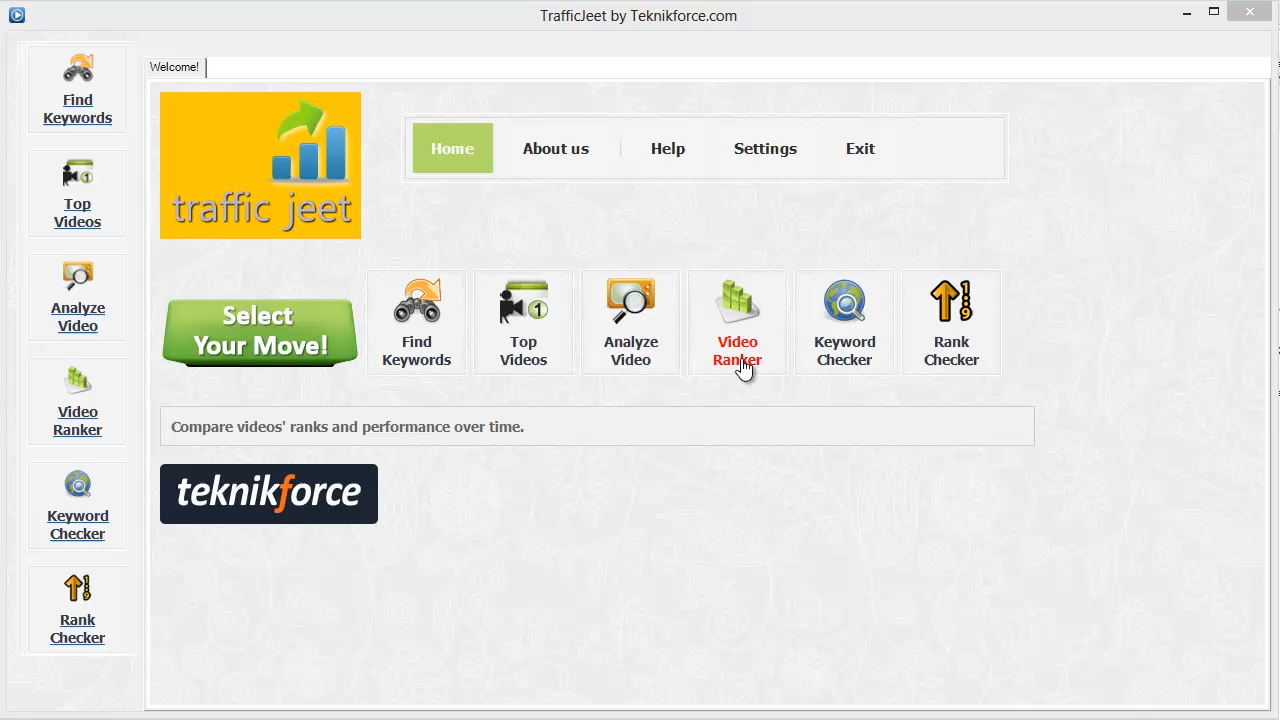 TrafficJeet by Teknikforce.com
Find
Keywords
Top
Videos
Analyze
Video
Video
Ranker
Keyword
Checker
Rank
Checker
Welcome!
traffic jeet
Home
About us
Help
Settings
Exit
Select
Your Move!
Find
Keywords
1
Top
Videos
Analyze
Video
Video
Ranker
Keyword
Checker
Rank
Checker
Compare videos' ranks and performance over time.
teknikforce